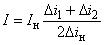 I = Iн (Δi1 + Δi2) / (2Δiн)